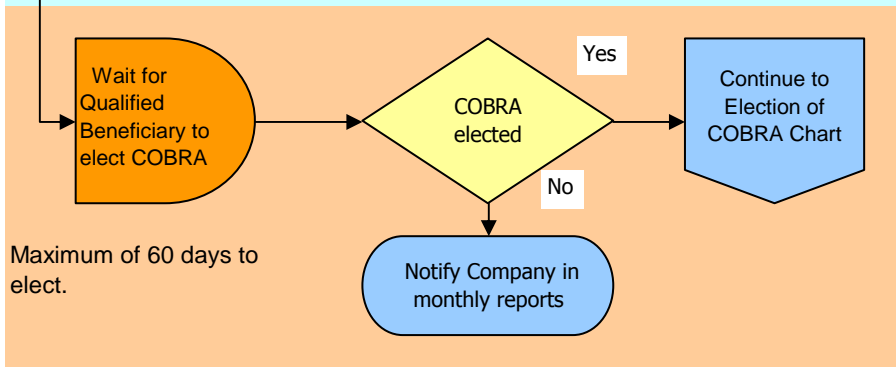 Wait for
Qualified
Beneficiary to
elect COBRA
COBRA
elected
Yes
No
Continue to
Election of
COBRA Chart
Maximum of 60 days to
elect.
Notify Company in
monthly reports